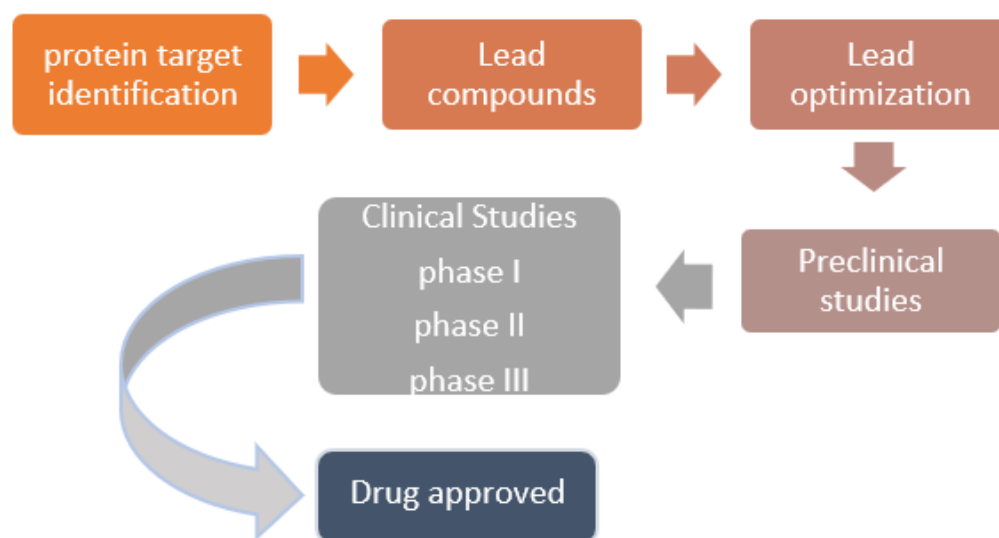 protein target
identification
Lead
compounds
Lead
optimization
Preclinical
studies
Clinical Studies
phase I
phase II
phase III
Drug approved